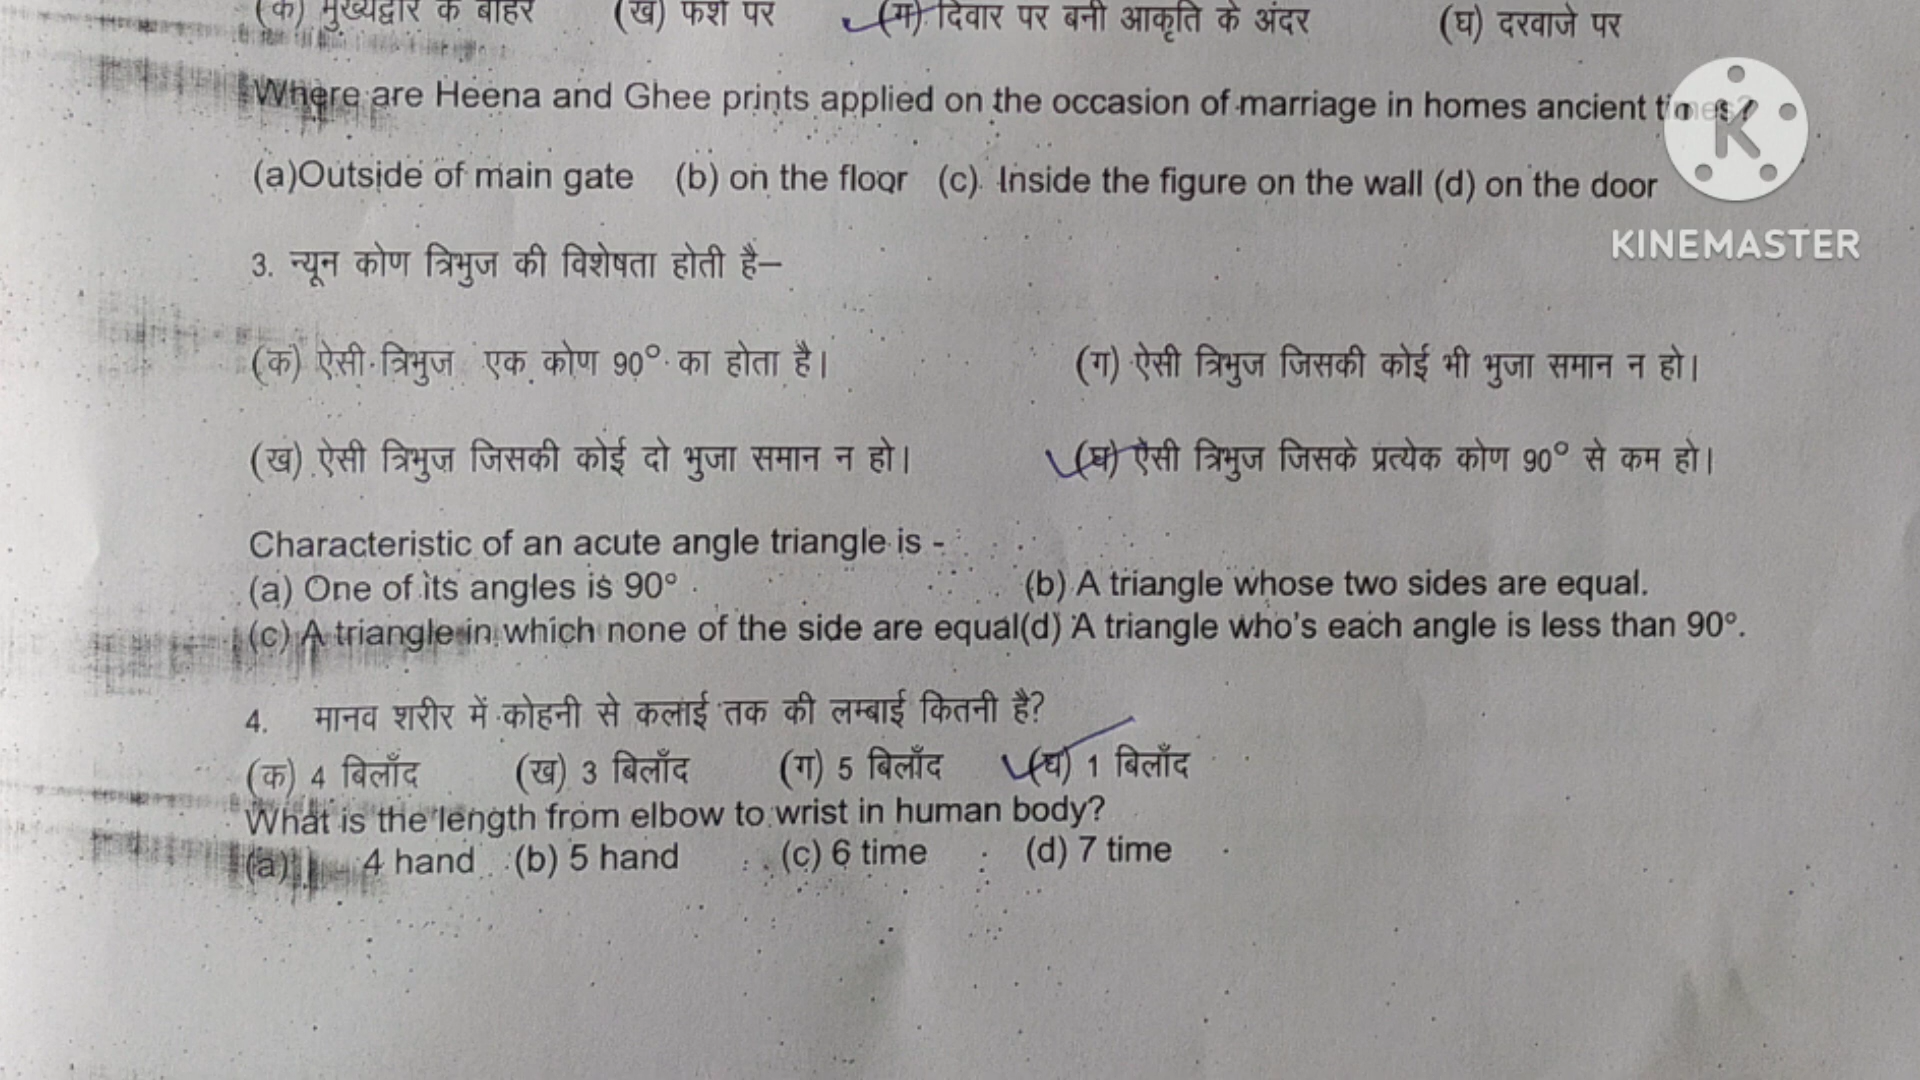 (क) मुख्यद्वार के बाहर (ख) फर्श पर (ग) दिवार पर बनी आकृति के अंदर (घ) दरवाजे पर
Where are Heena and Ghee prints applied on the occasion of marriage in homes ancient times?
(a)Outside of main gate (b) on the floor (c) Inside the figure on the wall (d) on the door
KINEMASTER
3. न्यून कोण त्रिभुज की विशेषता होती है–
(क) ऐसी त्रिभुज एक कोण 90° का होता है। (ग) ऐसी त्रिभुज जिसकी कोई भी भुजा समान न हो।
(ख) ऐसी त्रिभुज जिसकी कोई दो भुजा समान न हो। (घ) ऐसी त्रिभुज जिसके प्रत्येक कोण 90° से कम हो।
Characteristic of an acute angle triangle is -
(a) One of its angles is 90° (b) A triangle whose two sides are equal.
(c) A triangle in which none of the side are equal(d) A triangle who's each angle is less than 90°.
4. मानव शरीर में कोहनी से कलाई तक की लम्बाई कितनी है?
(क) 4 बिलाँद (ख) 3 बिलाँद (ग) 5 बिलाँद (घ) 1 बिलाँद
What is the length from elbow to wrist in human body?
(a) 4 hand (b) 5 hand (c) 6 time (d) 7 time